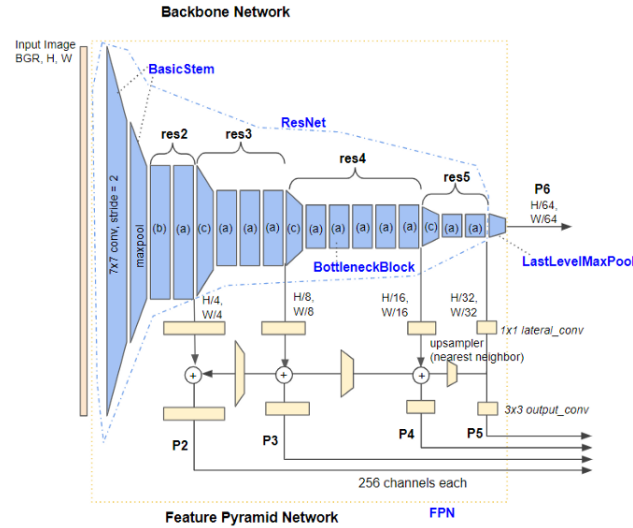 Backbone Network
Input Image
BGR, H, W
BasicStem
ResNet
res2
res3
res4
res5
P6
H/64,
W/64
7x7 conv, stride = 2
maxpool
(b)
(a)
(c)
(a)
(a)
(a)
(c)
(a)
(a)
(a)
(a)
(a)
(c)
(a)
(a)
BottleneckBlock
LastLevelMaxPool
H/4,
W/4
H/8,
W/8
H/16,
W/16
H/32,
W/32
1x1 lateral_conv
upsampler
(nearest neighbor)
+
+
+
3x3 output_conv
P2
P3
P4
P5
256 channels each
Feature Pyramid Network
FPN